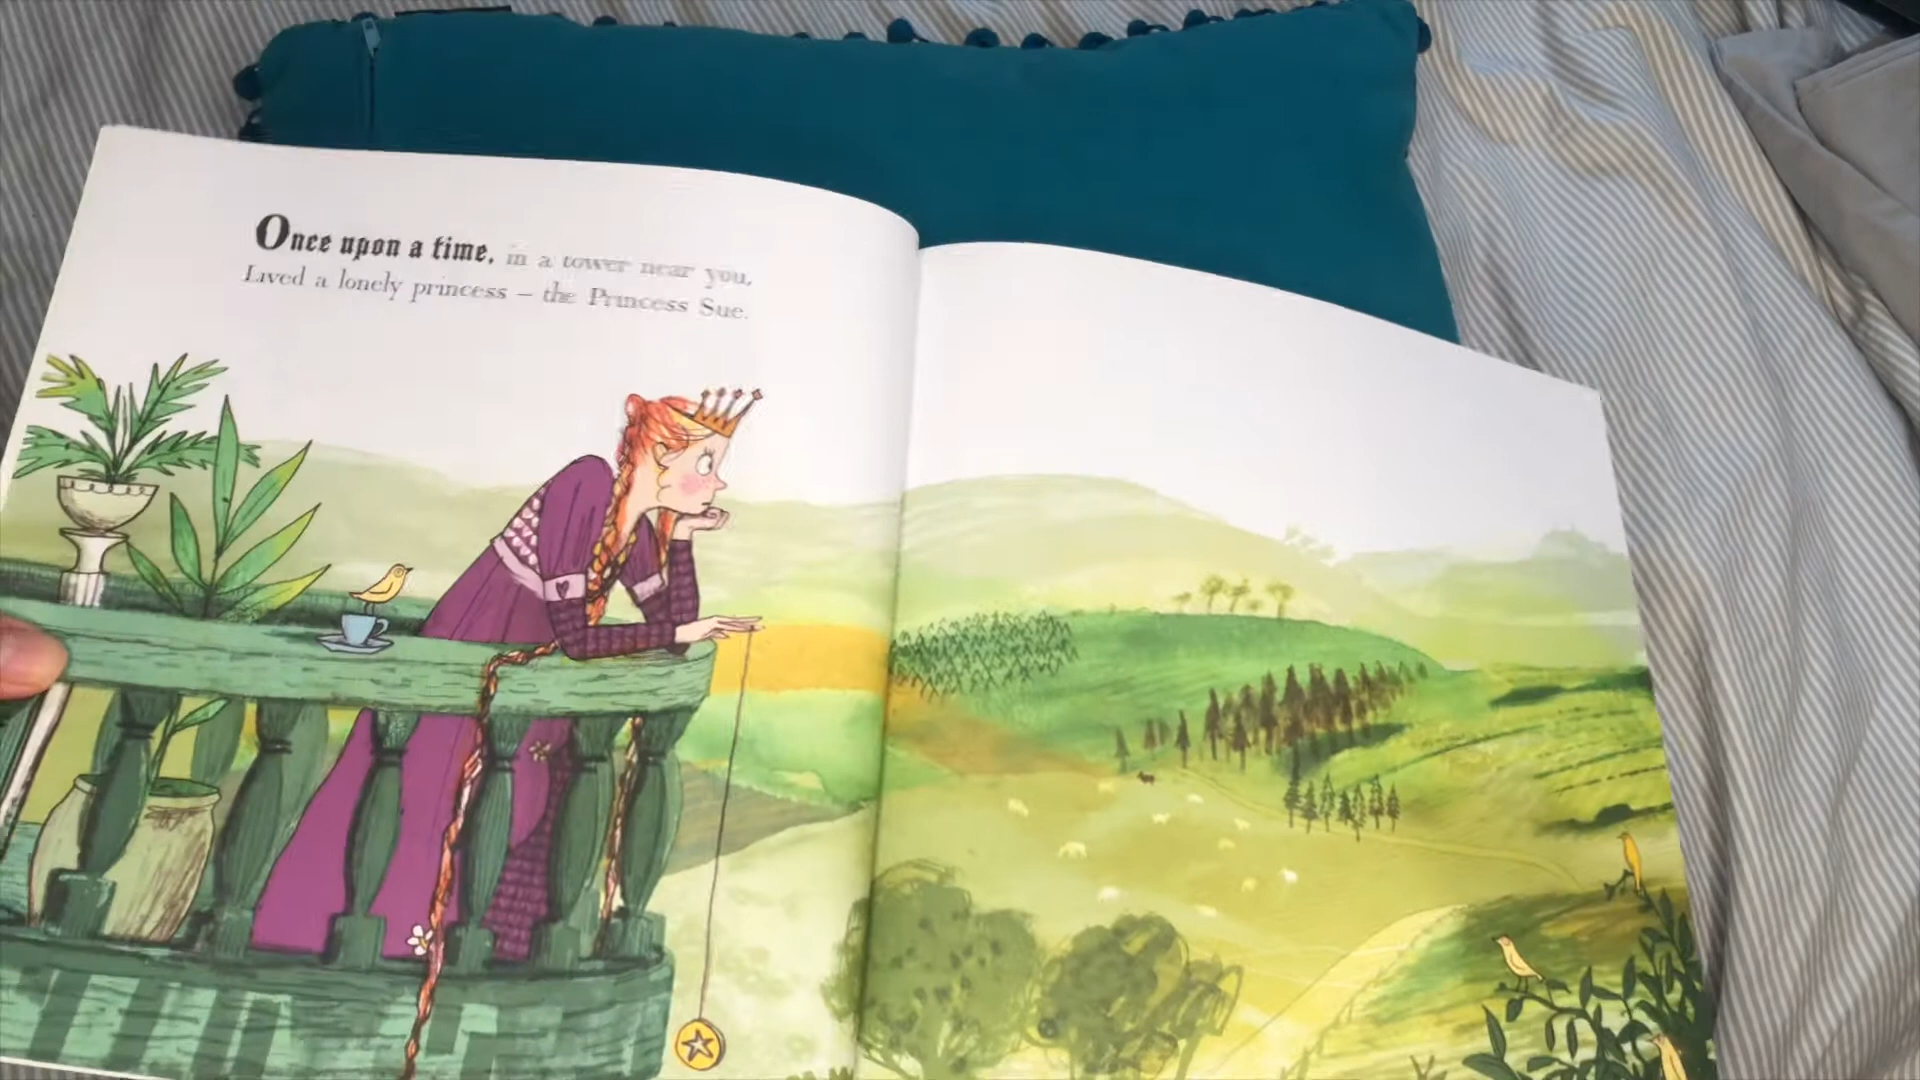 Once upon a time, in a tower near you,
Lived a lonely princess – the Princess Sue.